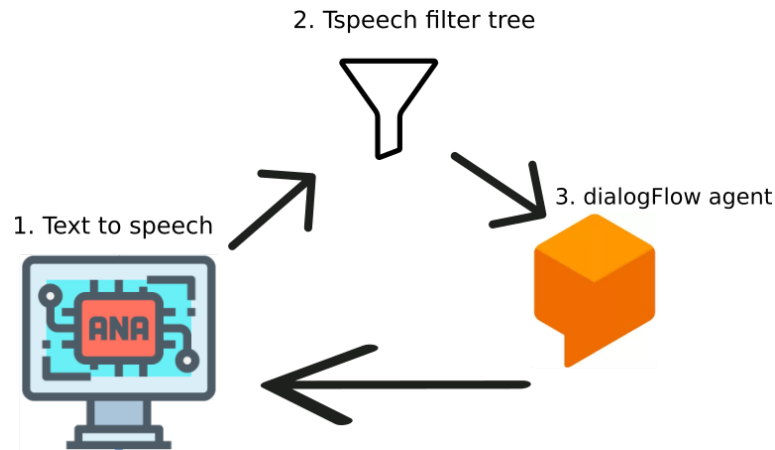 2. Tspeech filter tree
3. dialogFlow agent
1. Text to speech
ANA